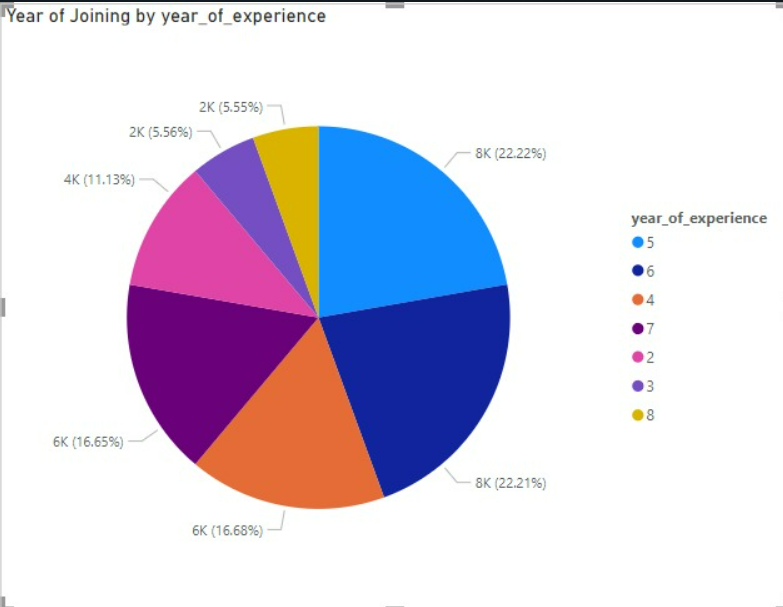 Year of Joining by year_of_experience
2K (5.55%)
2K (5.56%)
8K (22.22%)
4K (11.13%)
year_of_experience
5
6
4
7
2
3
8
6K (16.65%)
8K (22.21%)
6K (16.68%)